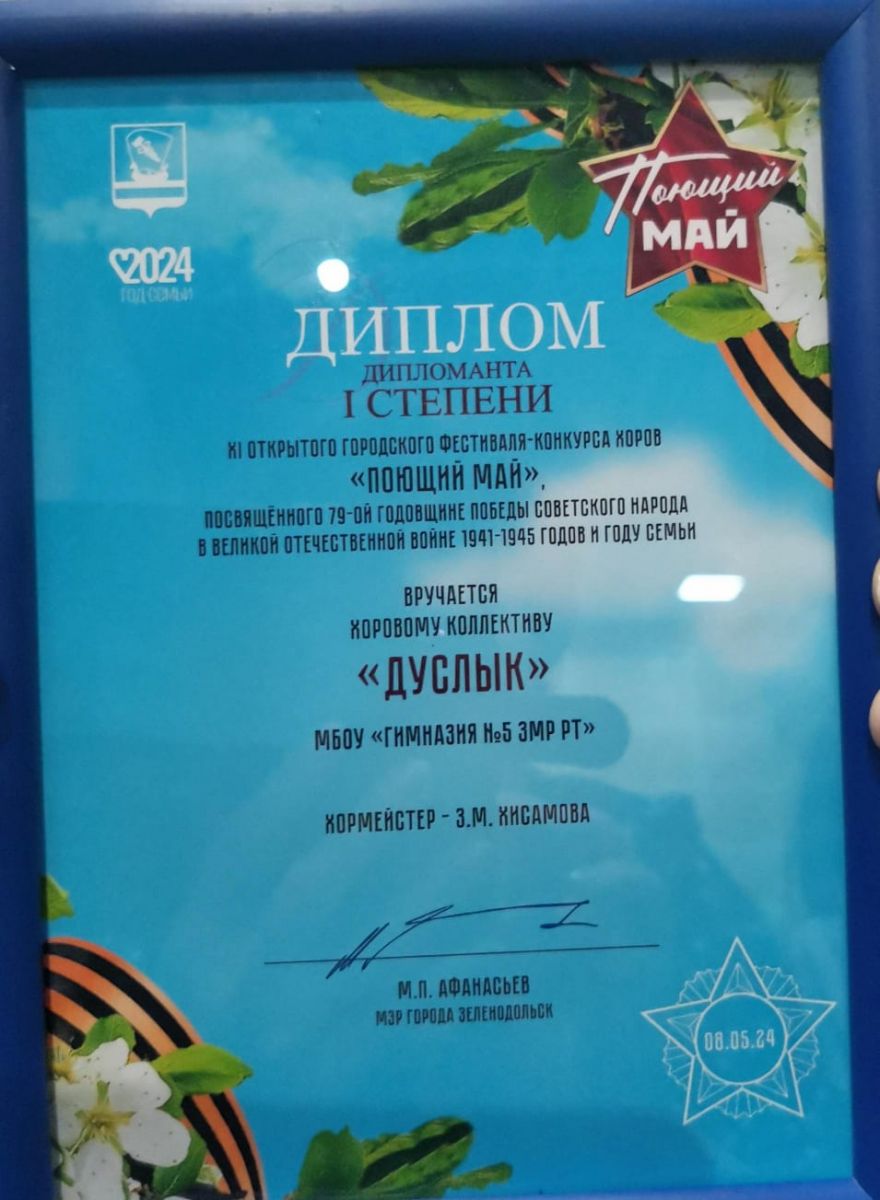 Поющий
МАЙ
2024
ГОД СЕМЬИ
ДИПЛОМ
ДИПЛОМАНТА
I СТЕПЕНИ
XI ОТКРЫТОГО ГОРОДСКОГО ФЕСТИВАЛЯ-КОНКУРСА ХОРОВ
«ПОЮЩИЙ МАЙ»,
ПОСВЯЩЁННОГО 79-ОЙ ГОДОВЩИНЕ ПОБЕДЫ СОВЕТСКОГО НАРОДА
В ВЕЛИКОЙ ОТЕЧЕСТВЕННОЙ ВОЙНЕ 1941-1945 ГОДОВ И ГОДУ СЕМЬИ
ВРУЧАЕТСЯ
ХОРОВОМУ КОЛЛЕКТИВУ
«ДУСЛЫК»
МБОУ «ГИМНАЗИЯ №5 ЗМР РТ»
ХОРМЕЙСТЕР - З.М. ХИСАМОВА
М.П. АФАНАСЬЕВ
МЭР ГОРОДА ЗЕЛЕНОДОЛЬСК
08.05.24